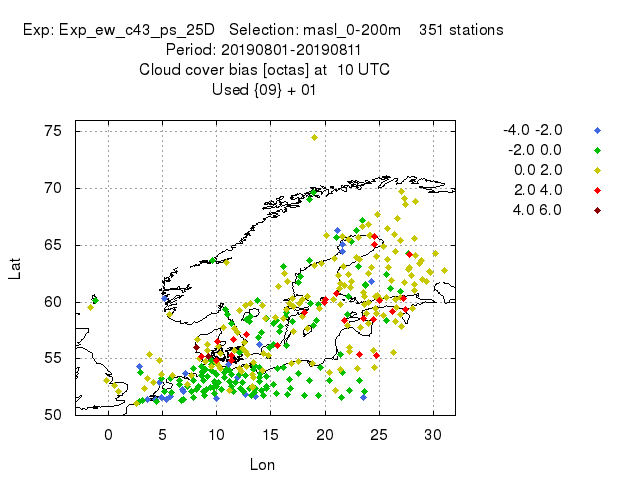 Exp: Exp_ew_c43_ps_25D   Selection: masl_0-200m    351 stations
Period: 20190801-20190811
Cloud cover bias [octas] at  10 UTC
Used {09} + 01
-4.0 -2.0
-2.0 0.0
0.0 2.0
2.0 4.0
4.0 6.0
75
70
65
60
55
50
Lat
0 5 10 15 20 25 30
Lon